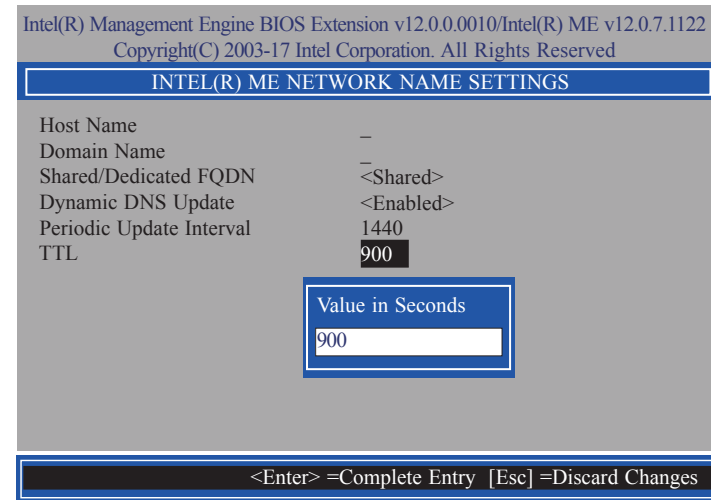 Intel(R) Management Engine BIOS Extension v12.0.0.0010/Intel(R) ME v12.0.7.1122
Copyright(C) 2003-17 Intel Corporation. All Rights Reserved
INTEL(R) ME NETWORK NAME SETTINGS
Host Name _
Domain Name _
Shared/Dedicated FQDN <Shared>
Dynamic DNS Update <Enabled>
Periodic Update Interval 1440
TTL 900
Value in Seconds
900
<Enter> =Complete Entry [Esc] =Discard Changes